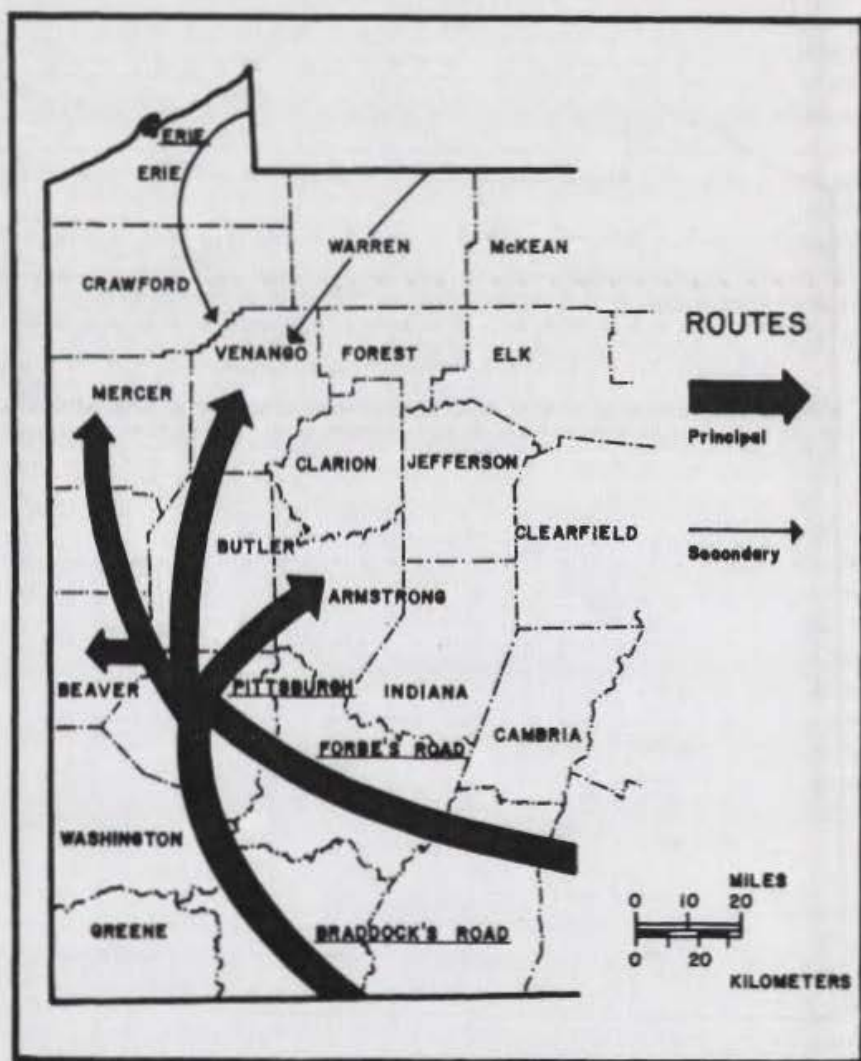 ERIE
ERIE
WARREN
McKEAN
CRAWFORD
ROUTES
VENANGO
FOREST
ELK
MERCER
Principal
CLARION
JEFFERSON
CLEARFIELD
BUTLER
Secondary
ARMSTRONG
BEAVER
PITTSBURGH
INDIANA
FORBE'S ROAD
CAMBRIA
WASHINGTON
MILES
0 10 20
GREENE
BRADDOCK'S ROAD
0 20
KILOMETERS